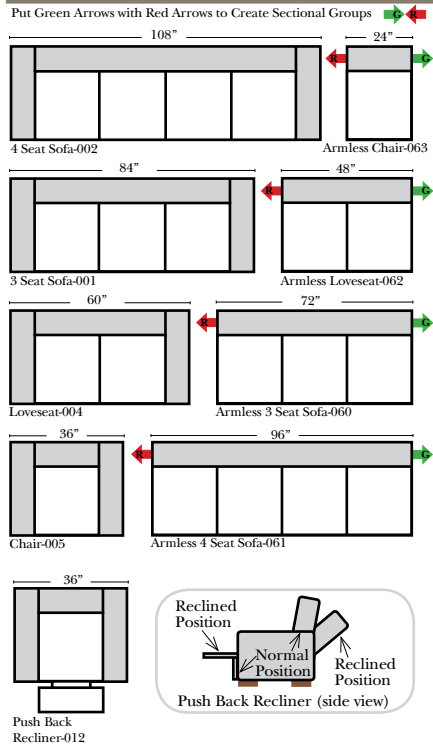 Put Green Arrows with Red Arrows to Create Sectional Groups G R
108” 24”
R G
4 Seat Sofa-002 Armless Chair-063
84” 48”
R G
3 Seat Sofa-001 Armless Loveseat-062
60” 72”
R G
Loveseat-004 Armless 3 Seat Sofa-060
36” 96”
R G
Chair-005 Armless 4 Seat Sofa-061
36”
Push Back
Recliner-012
Reclined
Position
Normal
Position
Reclined
Position
Push Back Recliner (side view)